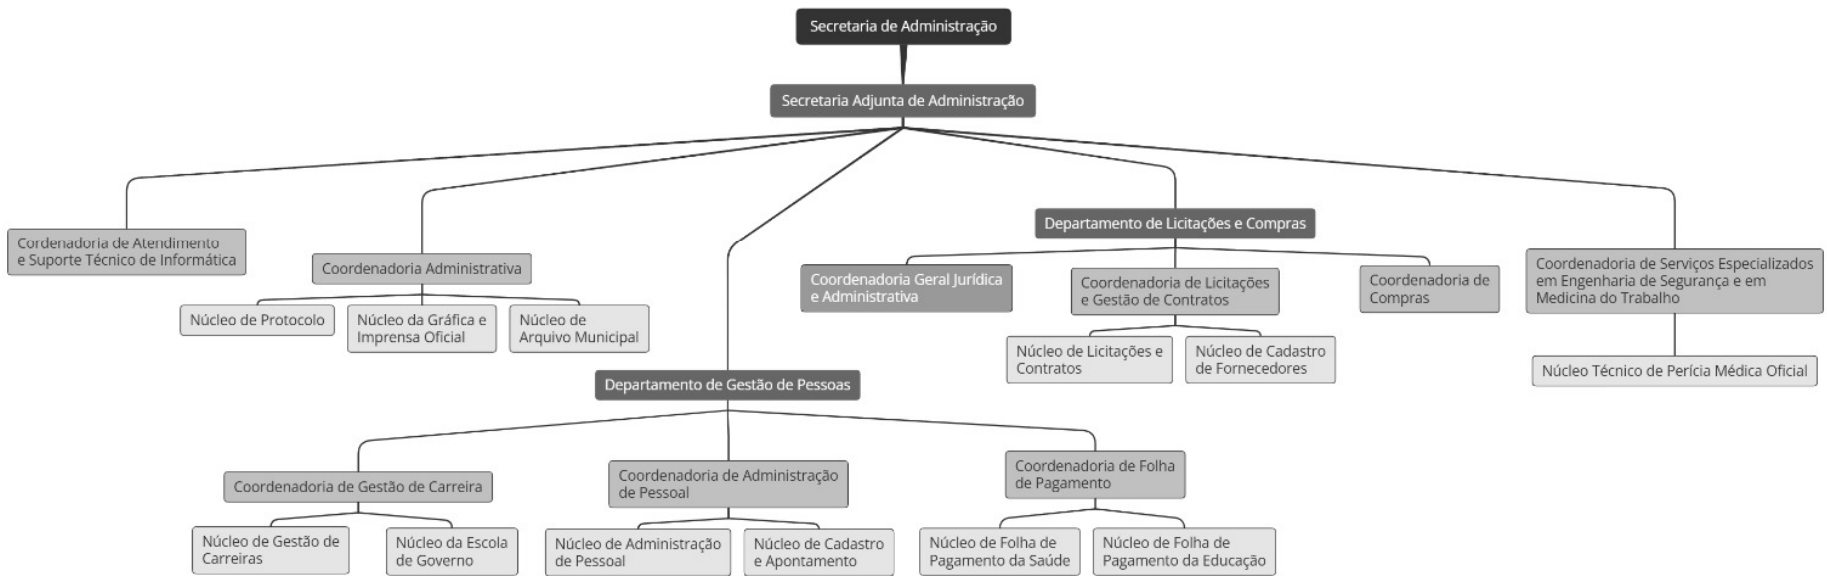 Secretaria de Administração
Secretaria Adjunta de Administração
Cordenadoria de Atendimento
e Suporte Técnico de Informática
Coordenadoria Administrativa
Núcleo de Protocolo
Núcleo da Gráfica e
Imprensa Oficial
Núcleo de
Arquivo Municipal
Departamento de Licitações e Compras
Coordenadoria Geral Jurídica
e Administrativa
Coordenadoria de Licitações
e Gestão de Contratos
Coordenadoria de
Compras
Núcleo de Licitações e
Contratos
Núcleo de Cadastro
de Fornecedores
Coordenadoria de Serviços Especializados
em Engenharia de Segurança e em
Medicina do Trabalho
Núcleo Técnico de Perícia Médica Oficial
Departamento de Gestão de Pessoas
Coordenadoria de Gestão de Carreira
Núcleo de Gestão de
Carreiras
Núcleo da Escola
de Governo
Coordenadoria de Administração
de Pessoal
Núcleo de Administração
de Pessoal
Núcleo de Cadastro
e Apontamento
Coordenadoria de Folha
de Pagamento
Núcleo de Folha de
Pagamento da Saúde
Núcleo de Folha de
Pagamento da Educação